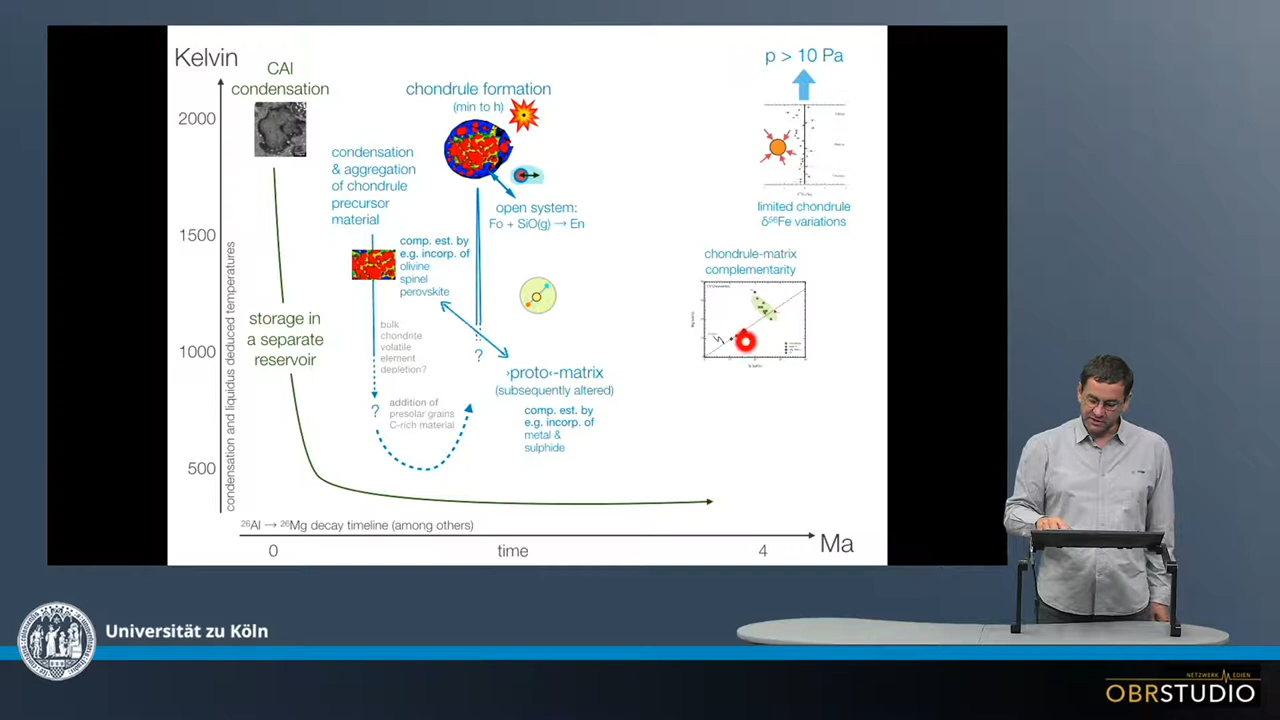 Kelvin
2000
1500
1000
500
condensation and liquidus deduced temperatures
CAI
condensation
storage in
a separate
reservoir
condensation
& aggregation
of chondrule
precursor
material
comp. est. by
e.g. incorp. of
olivine
spinel
perovskite
bulk
chondrite
volatile
element
depletion?
?
addition of
presolar grains
C-rich material
chondrule formation
(min to h)
open system:
Fo + SiO(g) → En
?
›proto‹-matrix
(subsequently altered)
comp. est. by
e.g. incorp. of
metal &
sulphide
p > 10 Pa
limited chondrule
δ⁵⁶Fe variations
chondrule-matrix
complementarity
²⁶Al → ²⁶Mg decay timeline (among others)
0
time
4
Ma
Universität zu Köln
NETZWERK MEDIEN
OBRSTUDIO